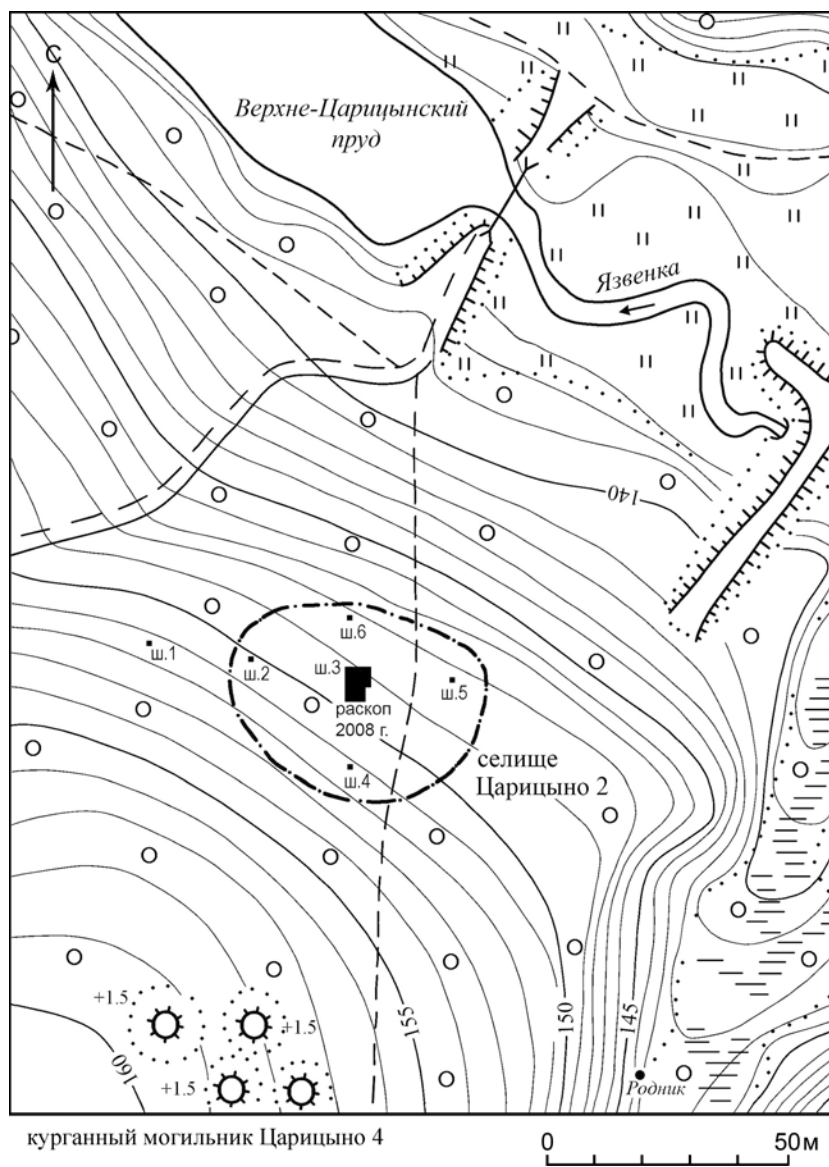 С
Верхне-Царицынский
пруд
Язвенка
140
ш.6
ш.1
ш.2
ш.3
ш.5
раскоп
2008 г.
ш.4
селище
Царицыно 2
+1.5
+1.5
+1.5
160
155
150
145
Родник
курганный могильник Царицыно 4
0
50м